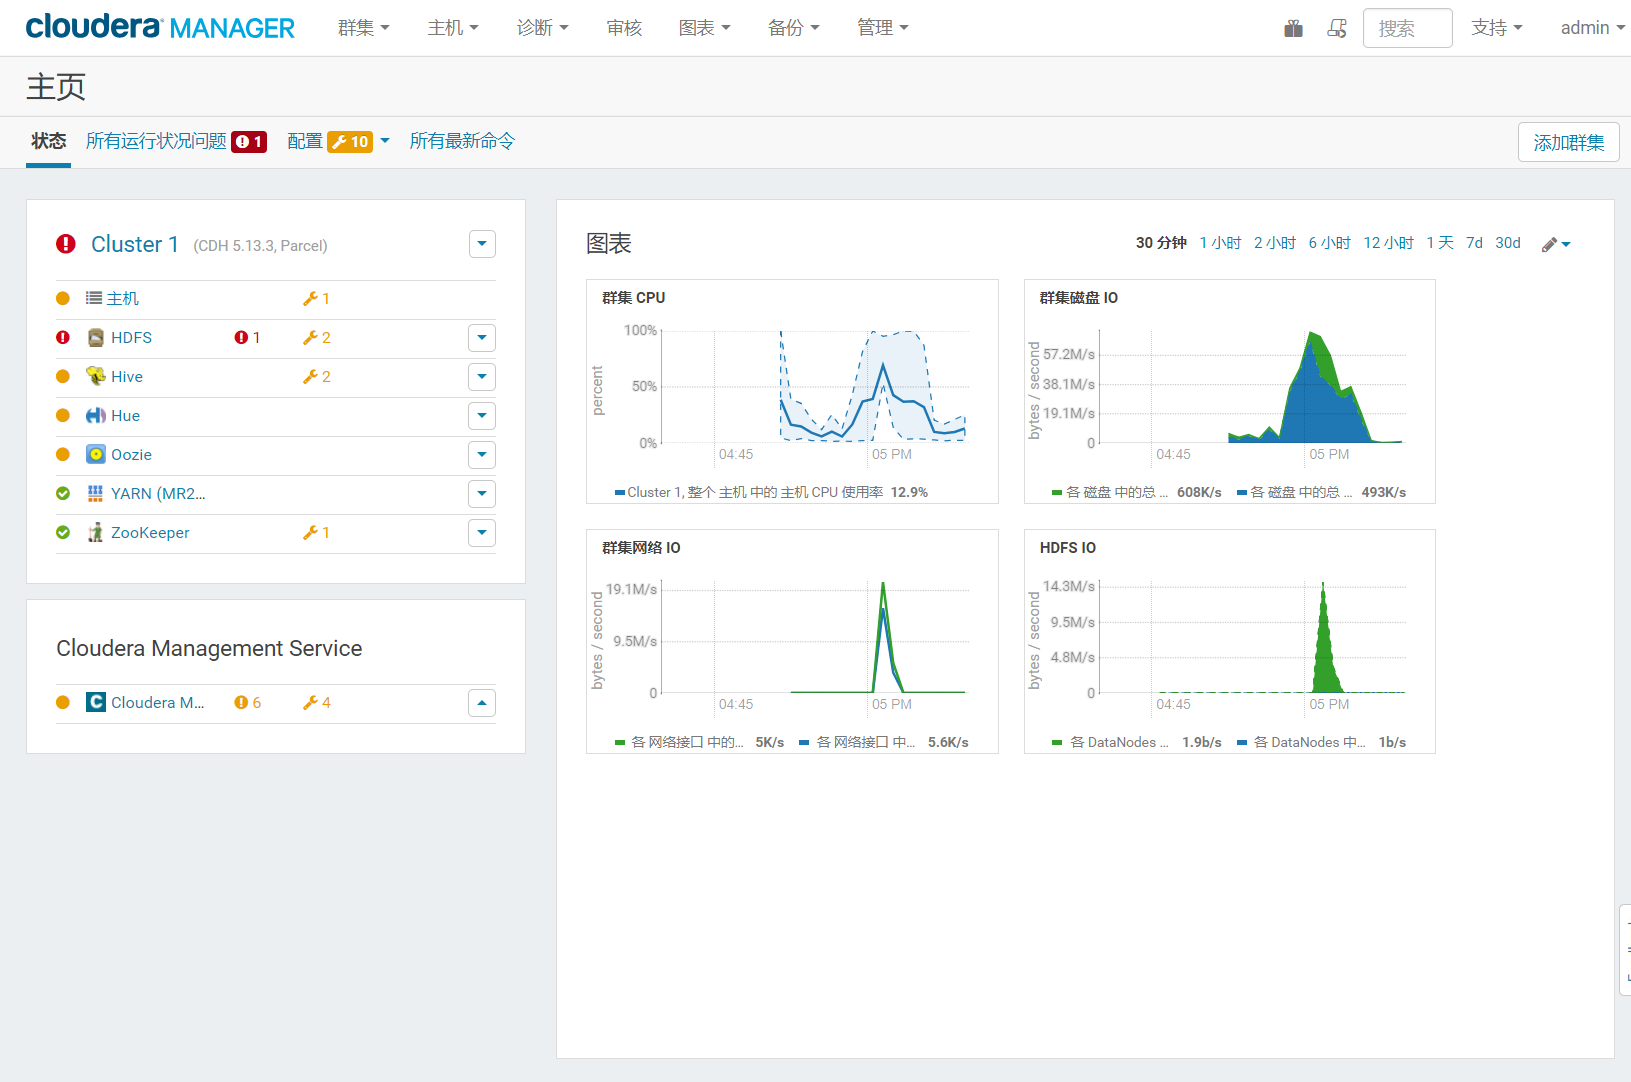 cloudera MANAGER 群集 主机 诊断 审核 图表 备份 管理 搜索 支持 admin
主页
状态 所有运行状况问题 1 配置 10 所有最新命令 添加群集
Cluster 1 (CDH 5.13.3, Parcel)
主机 1
HDFS 1 2
Hive 2
Hue
Oozie
YARN (MR2...
ZooKeeper 1
Cloudera Management Service
Cloudera M... 6 4
图表 30 分钟 1 小时 2 小时 6 小时 12 小时 1 天 7d 30d
群集 CPU
percent
100%
50%
0%
04:45 05 PM
Cluster 1, 整个 主机 中的 主机 CPU 使用率 12.9%
群集磁盘 IO
bytes / second
57.2M/s
38.1M/s
19.1M/s
0
04:45 05 PM
各 磁盘 中的总 ... 608K/s 各 磁盘 中的总 ... 493K/s
群集网络 IO
bytes / second
19.1M/s
9.5M/s
0
04:45 05 PM
各 网络接口 中的... 5K/s 各 网络接口 中... 5.6K/s
HDFS IO
bytes / second
14.3M/s
9.5M/s
4.8M/s
0
04:45 05 PM
各 DataNodes ... 1.9b/s 各 DataNodes 中... 1b/s